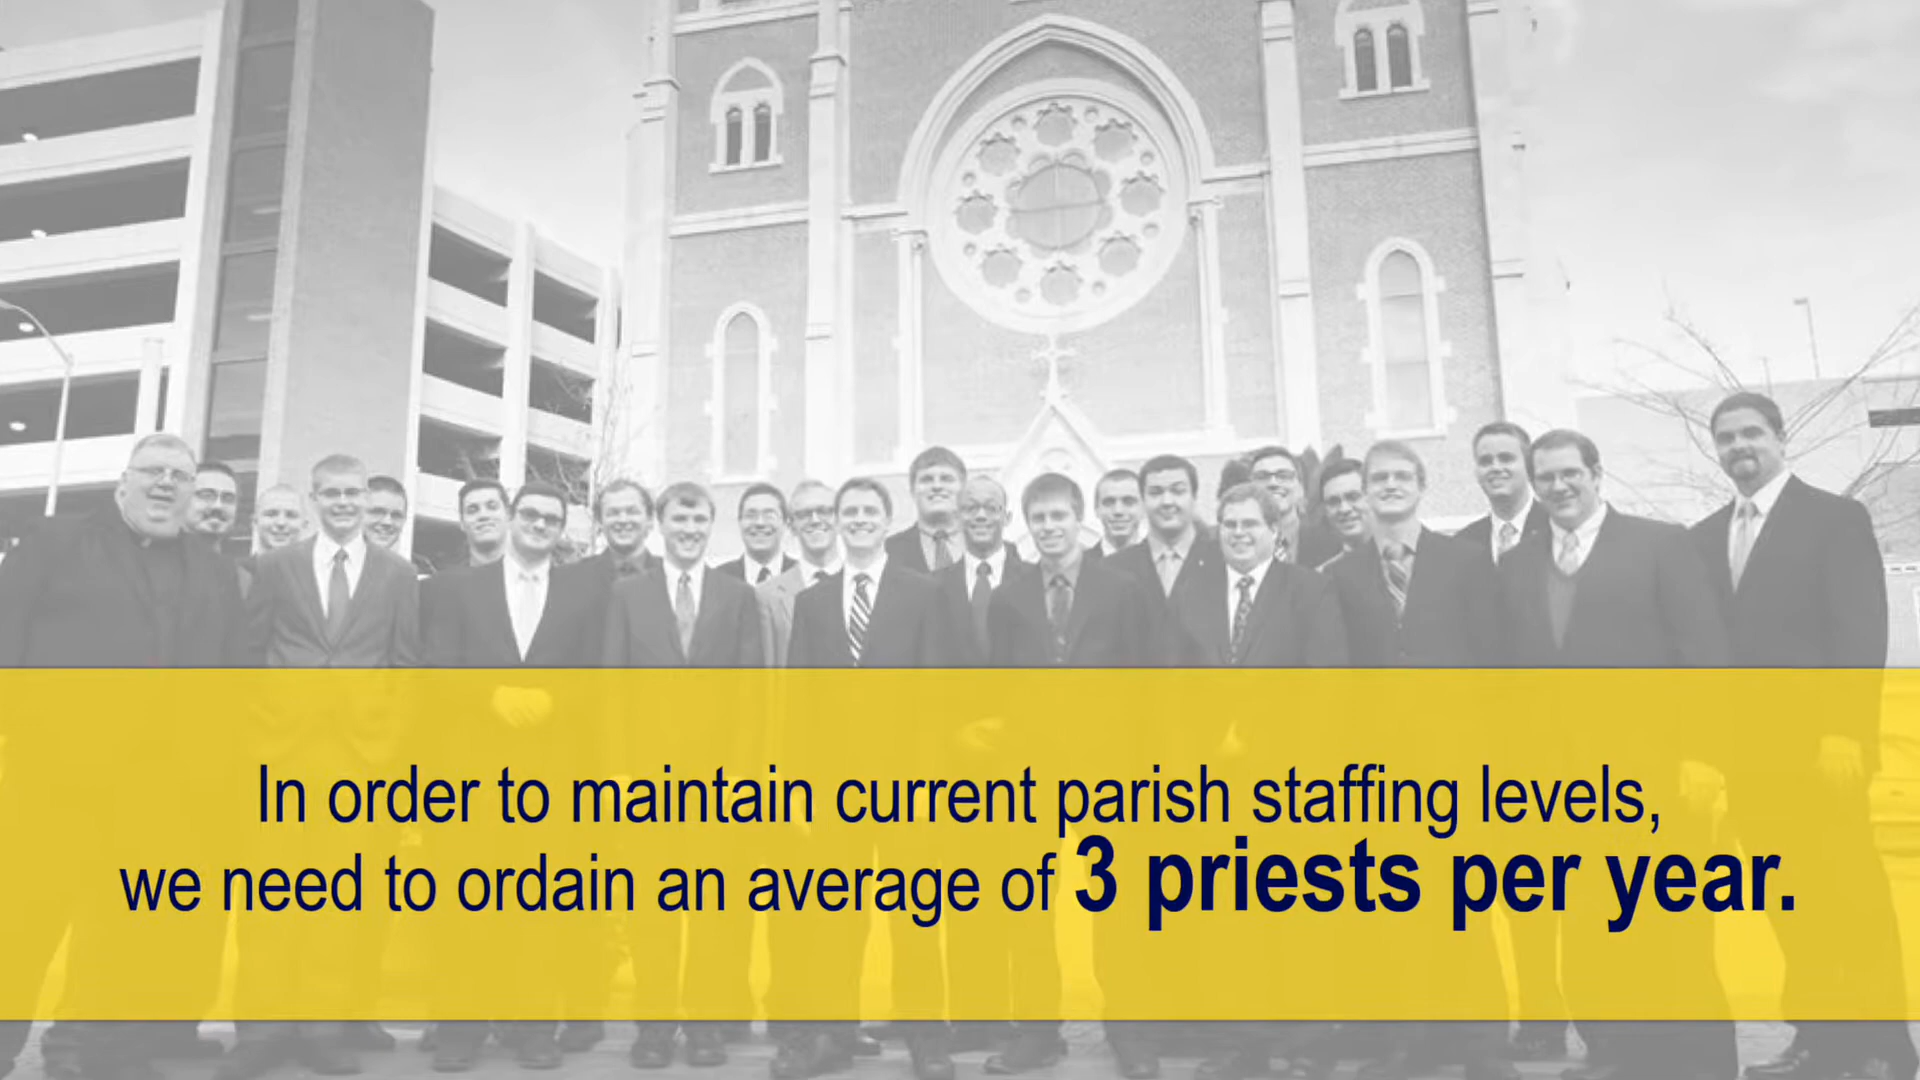 In order to maintain current parish staffing levels,
we need to ordain an average of 3 priests per year.